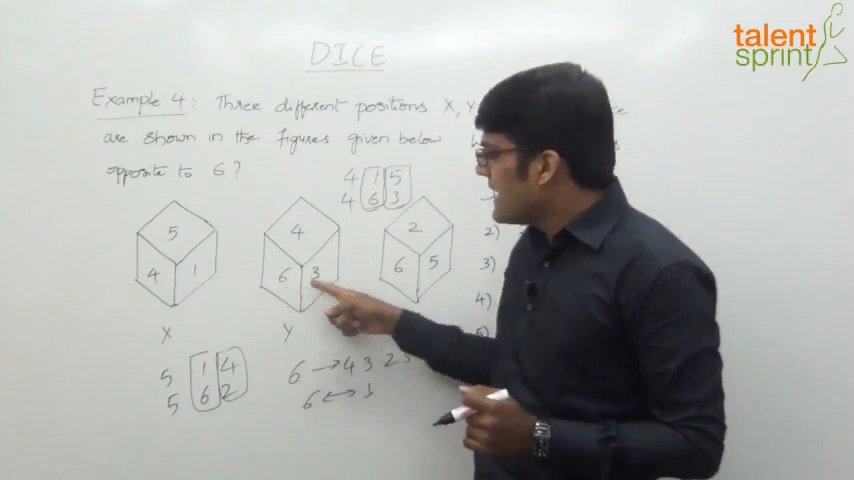 talent
sprint
DICE
Example 4 : Three different positions X, Y
are shown in the figures given below
opposite to 6 ?
4 1 5
4 6 3
5
4 1
4
6 3
2
6 5
2)
3)
4)
5)
X
Y
5 1 4
5 6 2
6 → 4 3 2 5
6 ↔ 1